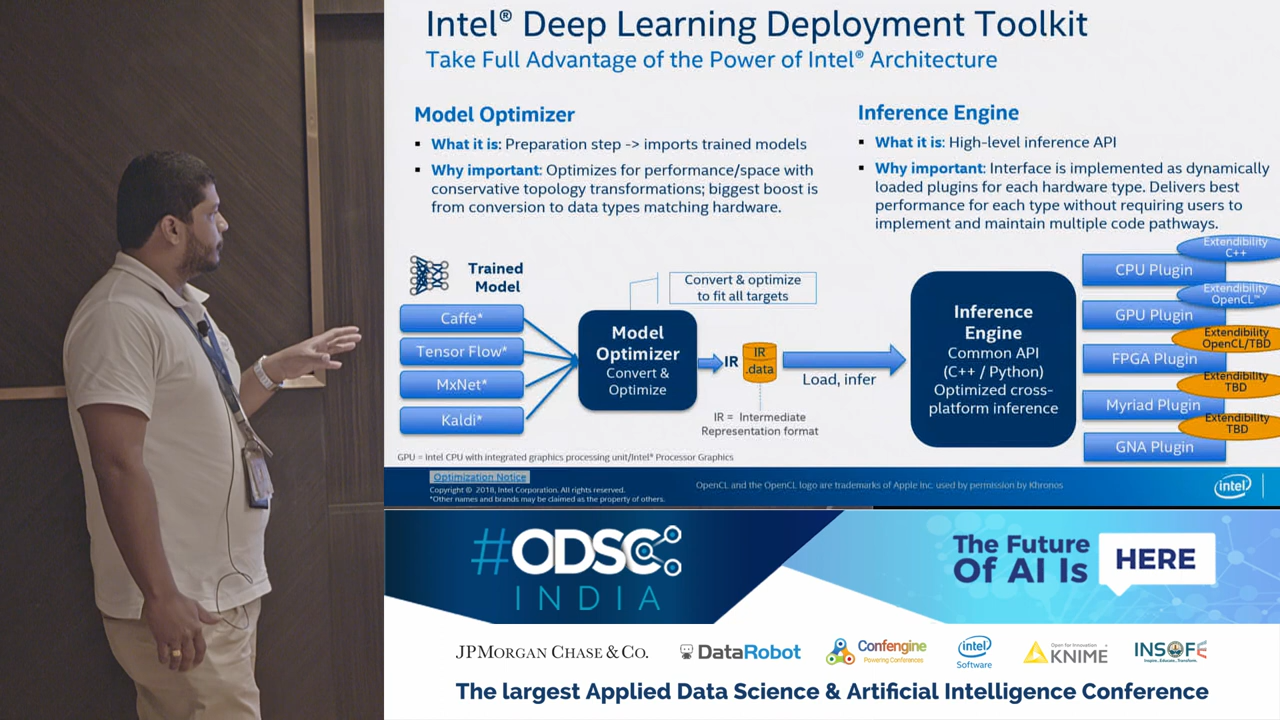 Intel® Deep Learning Deployment Toolkit
Take Full Advantage of the Power of Intel® Architecture
Model Optimizer
▪ What it is: Preparation step -> imports trained models
▪ Why important: Optimizes for performance/space with
conservative topology transformations; biggest boost is
from conversion to data types matching hardware.
Inference Engine
▪ What it is: High-level inference API
▪ Why important: Interface is implemented as dynamically
loaded plugins for each hardware type. Delivers best
performance for each type without requiring users to
implement and maintain multiple code pathways.
Trained
Model
Caffe*
Tensor Flow*
MxNet*
Kaldi*
Convert & optimize
to fit all targets
Model
Optimizer
Convert &
Optimize
IR
IR
.data
IR = Intermediate
Representation format
Load, infer
Inference
Engine
Common API
(C++ / Python)
Optimized cross-
platform inference
Extendibility
C++
CPU Plugin
Extendibility
OpenCL™
GPU Plugin
Extendibility
OpenCL/TBD
FPGA Plugin
Extendibility
TBD
Myriad Plugin
Extendibility
TBD
GNA Plugin
GPU = Intel CPU with integrated graphics processing unit/Intel® Processor Graphics
Optimization Notice
Copyright © 2018, Intel Corporation. All rights reserved.
*Other names and brands may be claimed as the property of others.
OpenCL and the OpenCL logo are trademarks of Apple Inc. used by permission by Khronos
intel
#ODSC
INDIA
The Future
Of AI Is HERE
JPMORGAN CHASE & CO.
DataRobot
Confengine
Powering Conferences
intel
Software
Open for Innovation
KNIME
INSOFE
Inspire...Educate...Transform.
The largest Applied Data Science & Artificial Intelligence Conference